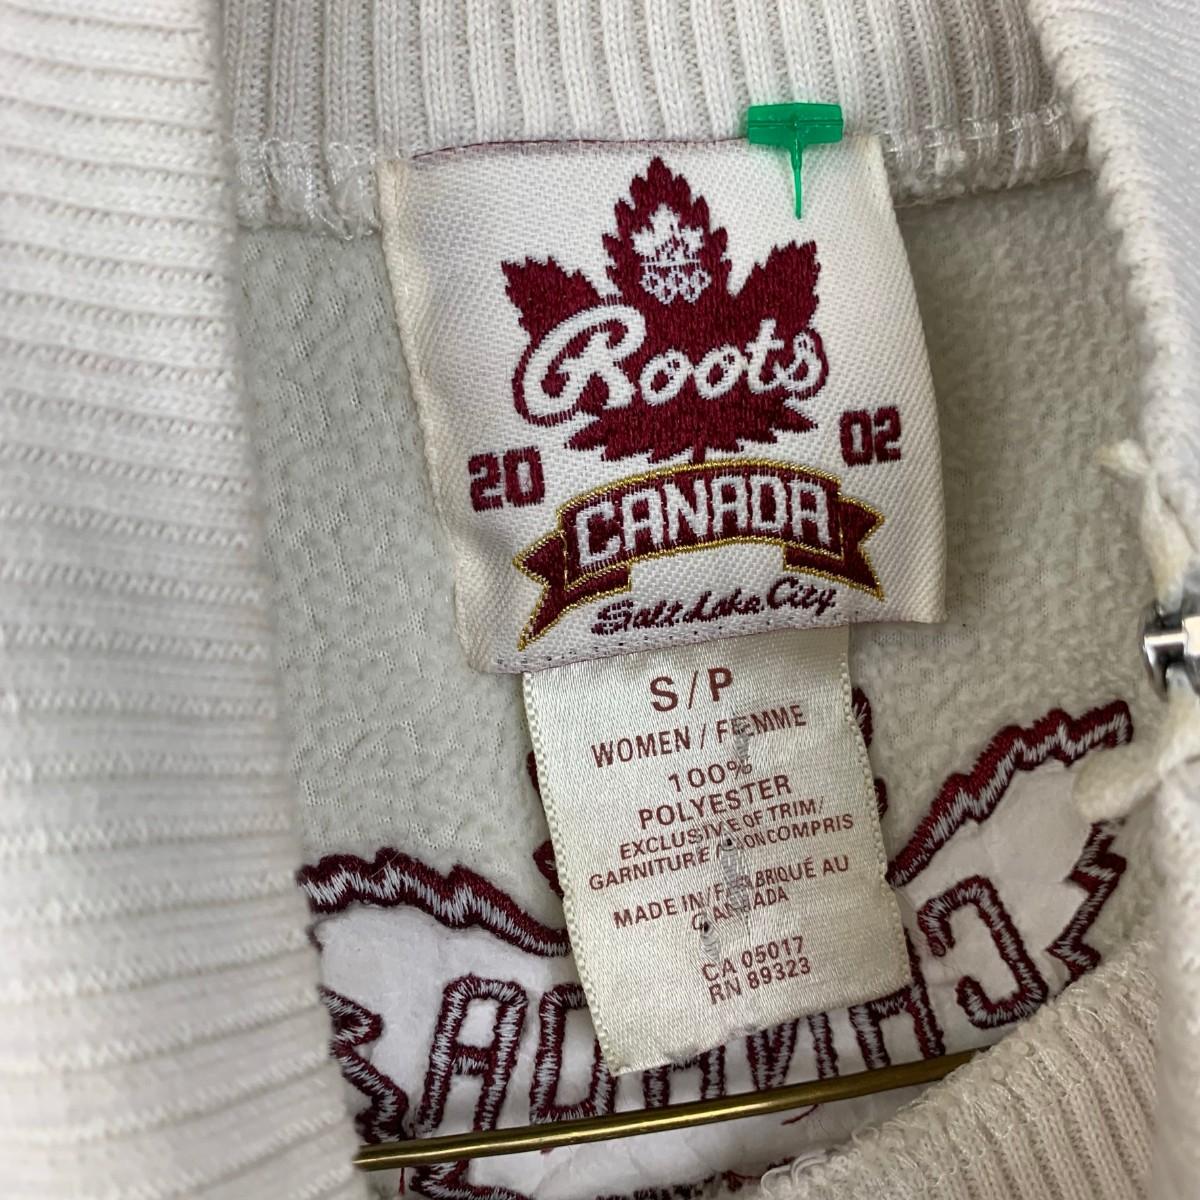 Roots
20 02
CANADA
Salt Lake City
S/P
WOMEN / FEMME
100%
POLYESTER
EXCLUSIVE OF TRIM/
GARNITURE NON COMPRIS
MADE IN/FABRIQUÉ AU
CANADA
CA 05017
RN 89323
CANADA